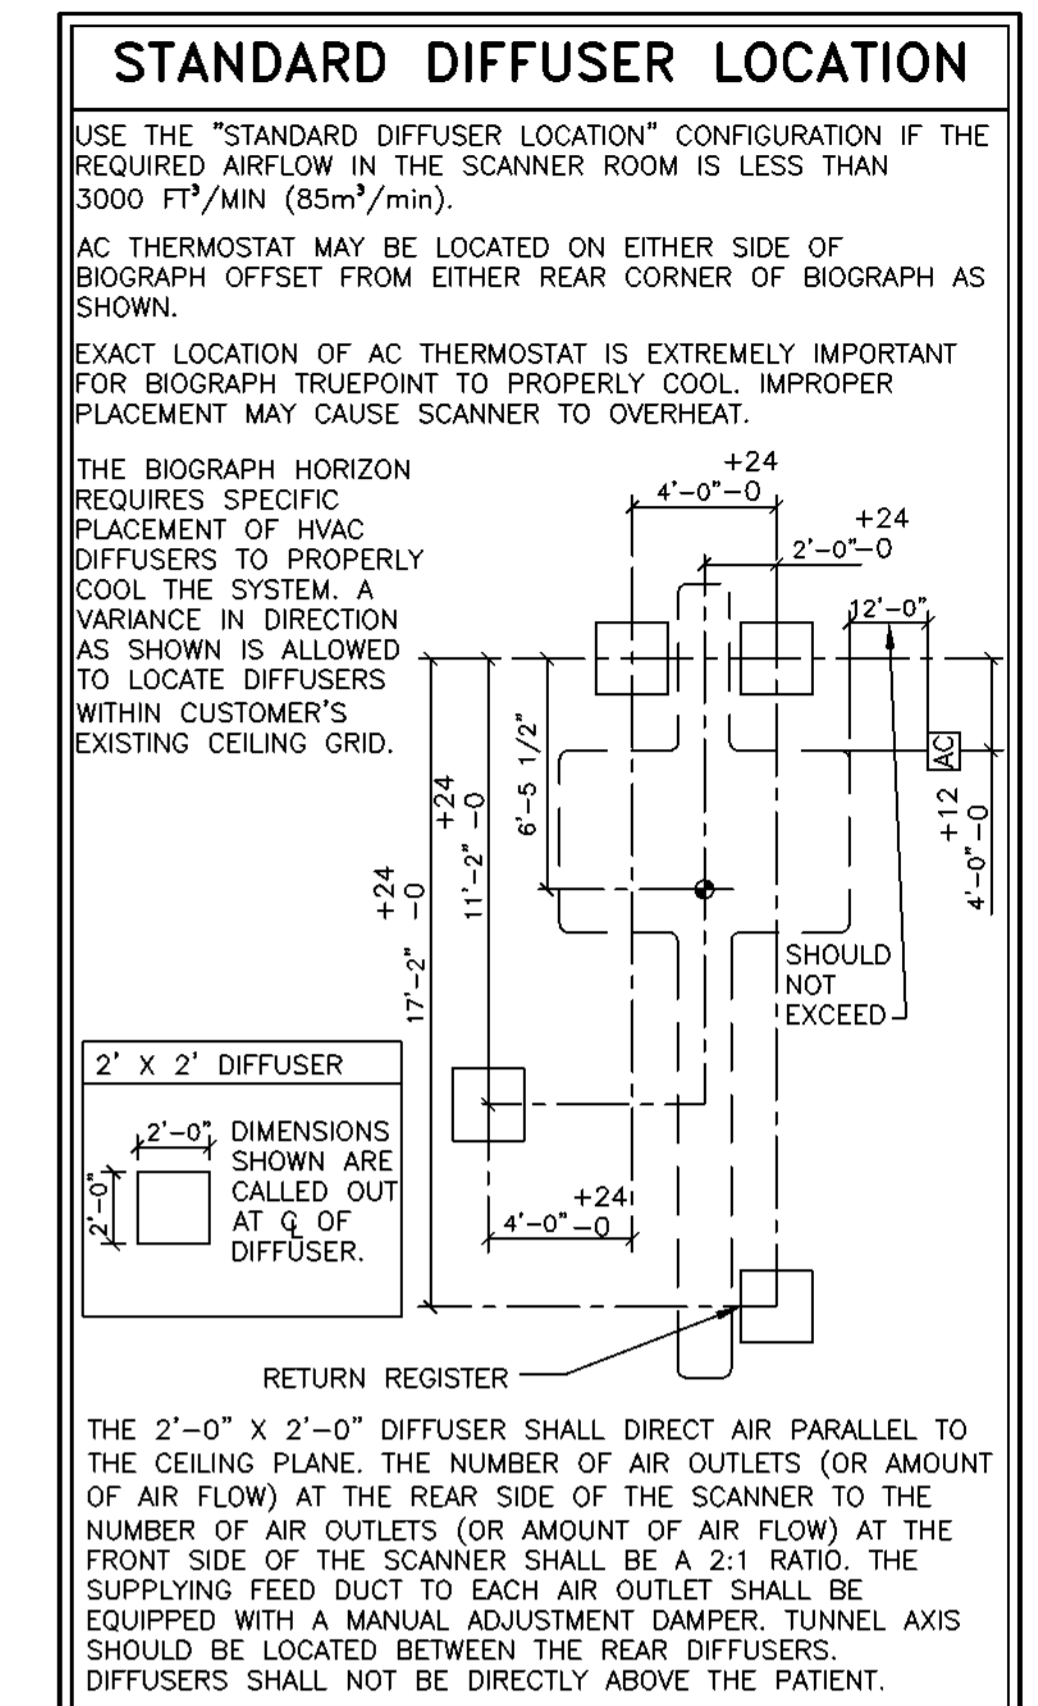 STANDARD DIFFUSER LOCATION
USE THE "STANDARD DIFFUSER LOCATION" CONFIGURATION IF THE
REQUIRED AIRFLOW IN THE SCANNER ROOM IS LESS THAN
3000 FT³/MIN (85m³/min).
AC THERMOSTAT MAY BE LOCATED ON EITHER SIDE OF
BIOGRAPH OFFSET FROM EITHER REAR CORNER OF BIOGRAPH AS
SHOWN.
EXACT LOCATION OF AC THERMOSTAT IS EXTREMELY IMPORTANT
FOR BIOGRAPH TRUEPOINT TO PROPERLY COOL. IMPROPER
PLACEMENT MAY CAUSE SCANNER TO OVERHEAT.
THE BIOGRAPH HORIZON
REQUIRES SPECIFIC
PLACEMENT OF HVAC
DIFFUSERS TO PROPERLY
COOL THE SYSTEM. A
VARIANCE IN DIRECTION
AS SHOWN IS ALLOWED
TO LOCATE DIFFUSERS
WITHIN CUSTOMER'S
EXISTING CEILING GRID.
+24
4'-0"-0
+24
2'-0"-0
12'-0"
AC
+12
4'-0"-0
6'-5 1/2"
+24
11'-2" -0
+24
17'-2" -0
SHOULD
NOT
EXCEED
+24
4'-0"-0
RETURN REGISTER
2' X 2' DIFFUSER
2'-0"
2'-0"
DIMENSIONS
SHOWN ARE
CALLED OUT
AT ℄ OF
DIFFUSER.
THE 2'-0" X 2'-0" DIFFUSER SHALL DIRECT AIR PARALLEL TO
THE CEILING PLANE. THE NUMBER OF AIR OUTLETS (OR AMOUNT
OF AIR FLOW) AT THE REAR SIDE OF THE SCANNER TO THE
NUMBER OF AIR OUTLETS (OR AMOUNT OF AIR FLOW) AT THE
FRONT SIDE OF THE SCANNER SHALL BE A 2:1 RATIO. THE
SUPPLYING FEED DUCT TO EACH AIR OUTLET SHALL BE
EQUIPPED WITH A MANUAL ADJUSTMENT DAMPER. TUNNEL AXIS
SHOULD BE LOCATED BETWEEN THE REAR DIFFUSERS.
DIFFUSERS SHALL NOT BE DIRECTLY ABOVE THE PATIENT.